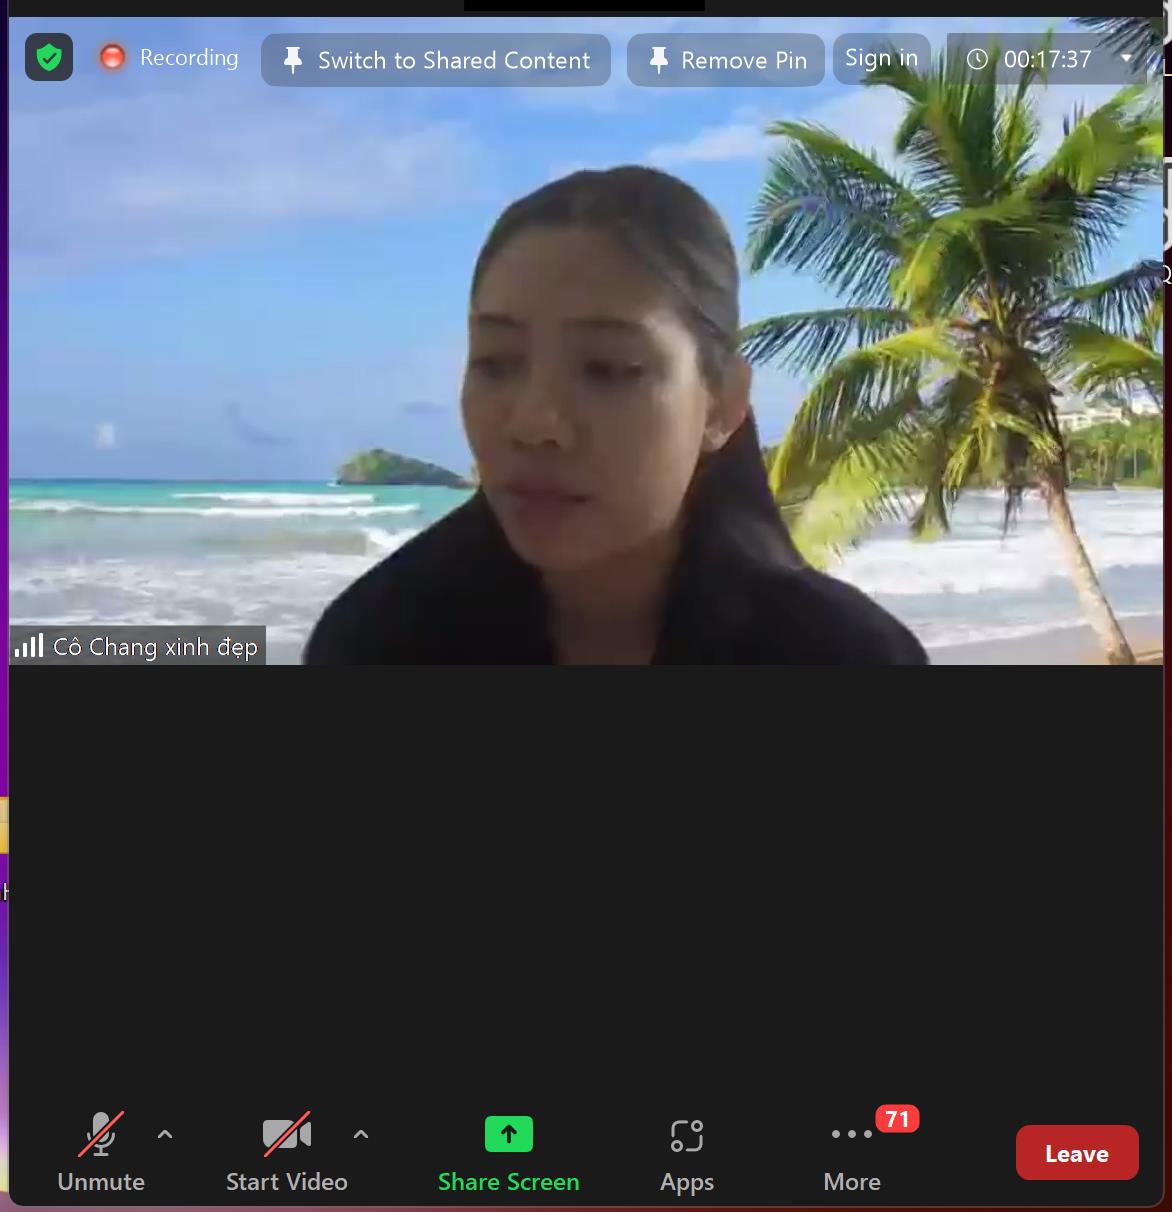 Recording
Switch to Shared Content
Remove Pin
Sign in
00:17:37
Cô Chang xinh đẹp
71
Unmute
Start Video
Share Screen
Apps
More
Leave